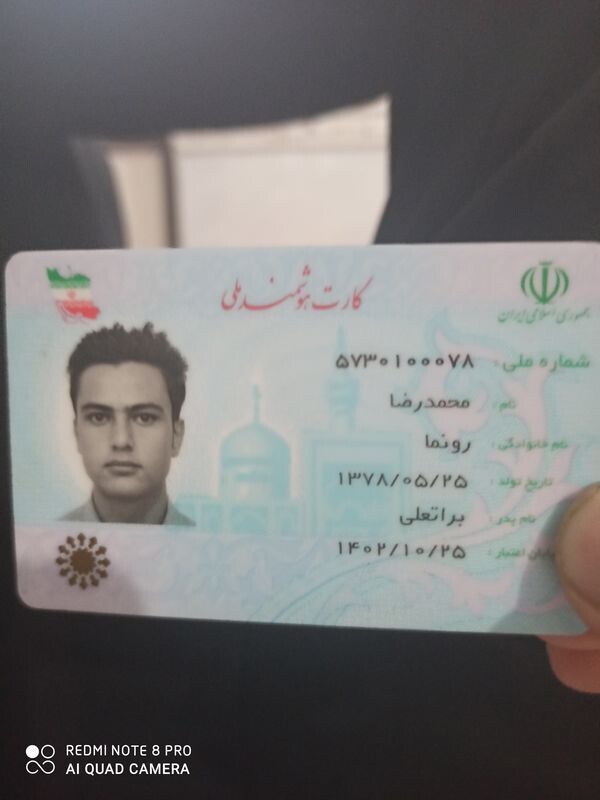 کارت هوشمند ملی
جمهوری اسلامی ایران
شماره ملی: ۵۷۳۰۱۰۰۰۷۸
نام: محمدرضا
نام خانوادگی: رونما
تاریخ تولد: ۱۳۷۸/۰۵/۲۵
نام پدر: براتعلی
پایان اعتبار: ۱۴۰۲/۱۰/۲۵
REDMI NOTE 8 PRO
AI QUAD CAMERA